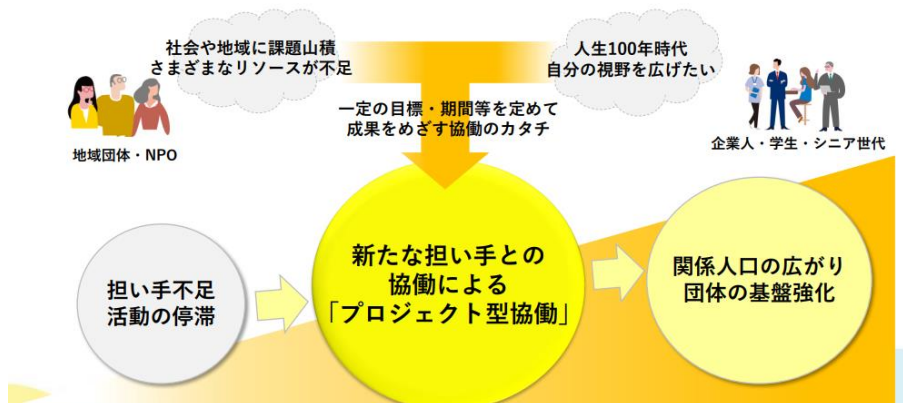 社会や地域に課題山積
さまざまなリソースが不足
人生100年時代
自分の視野を広げたい
一定の目標・期間等を定めて
成果をめざす協働のカタチ
地域団体・NPO
企業人・学生・シニア世代
担い手不足
活動の停滞
新たな担い手との
協働による
「プロジェクト型協働」
関係人口の広がり
団体の基盤強化